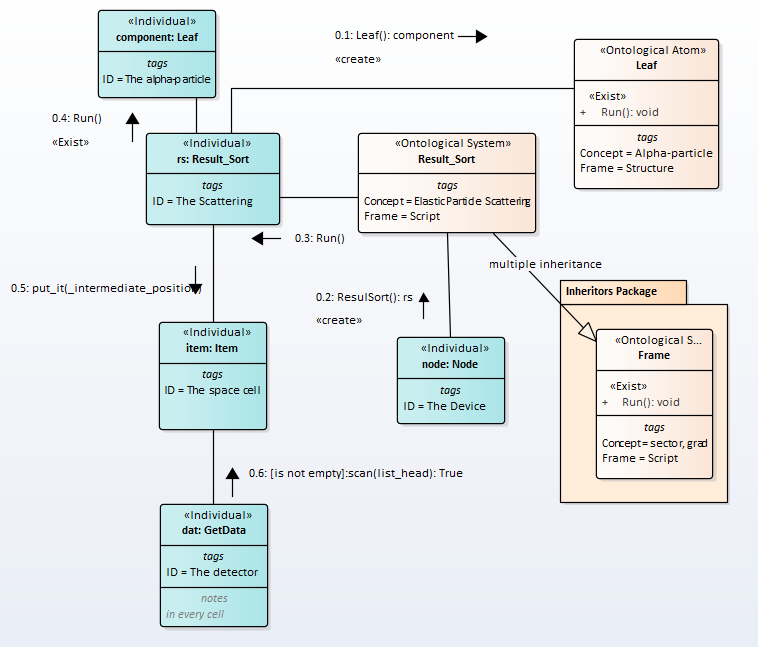 «Individual»
component: Leaf
tags
ID = The alpha-particle
0.1: Leaf(): component
«create»
«Ontological Atom»
Leaf
«Exist»
+ Run(): void
tags
Concept = Alpha-particle
Frame = Structure
0.4: Run()
«Exist»
«Individual»
rs: Result_Sort
tags
ID = The Scattering
«Ontological System»
Result_Sort
tags
Concept = ElasticParticle Scattering
Frame = Script
0.3: Run()
multiple inheritance
0.5: put_it(_intermediate_position)
0.2: ResulSort(): rs
«create»
Inheritors Package
«Ontological S...
Frame
«Exist»
+ Run(): void
tags
Concept = sector, grad
Frame = Script
«Individual»
item: Item
tags
ID = The space cell
«Individual»
node: Node
tags
ID = The Device
0.6: [is not empty]:scan(list_head): True
«Individual»
dat: GetData
tags
ID = The detector
notes
in every cell